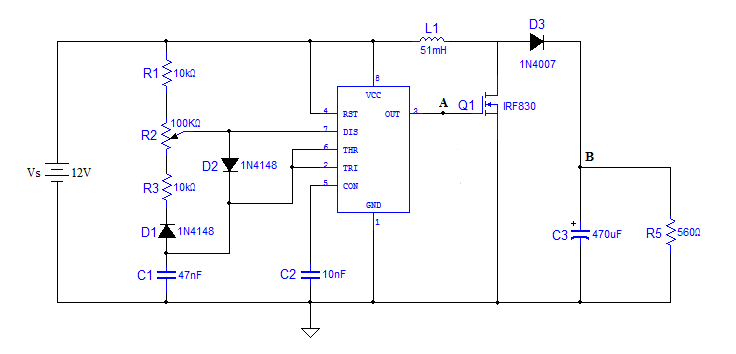 L1
51mH
D3
1N4007
R1 10kΩ
8
VCC
4 RST
OUT 3
A
Q1 IRF830
R2 100KΩ
7 DIS
6 THR
2 TRI
5 CON
GND
1
D2 1N4148
B
Vs 12V
R3 10kΩ
D1 1N4148
C3 + 470uF
R5 560Ω
C1 47nF
C2 10nF